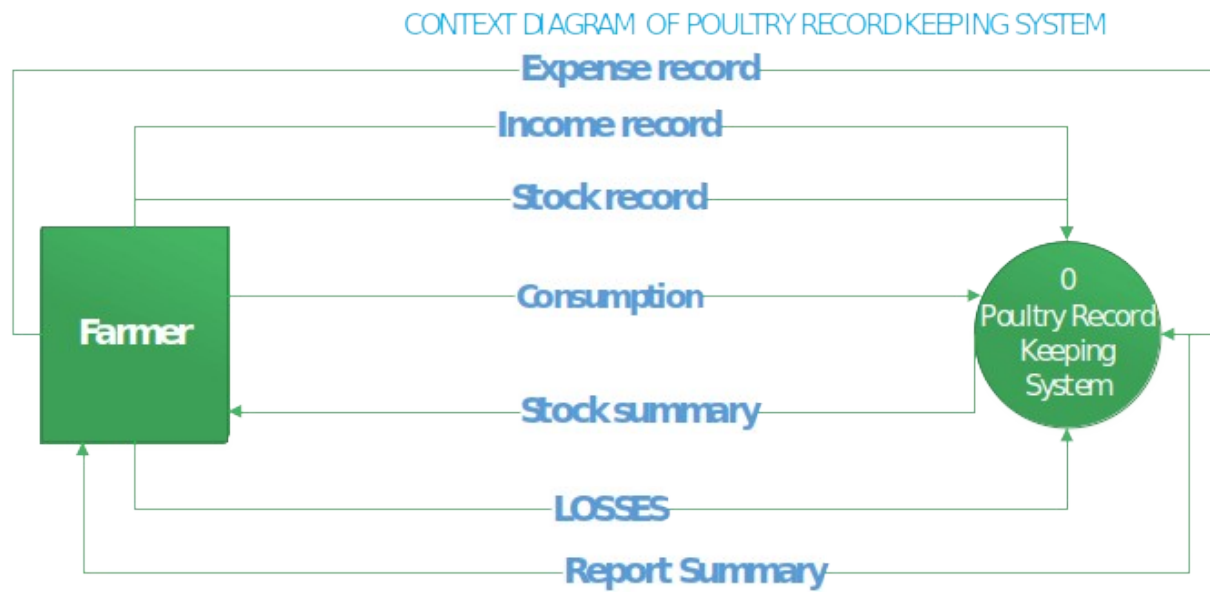 CONTEXT DIAGRAM OF POULTRY RECORD KEEPING SYSTEM
Expense record
Income record
Stock record
Consumption
Farmer
0
Poultry Record
Keeping
System
Stock summary
LOSSES
Report Summary